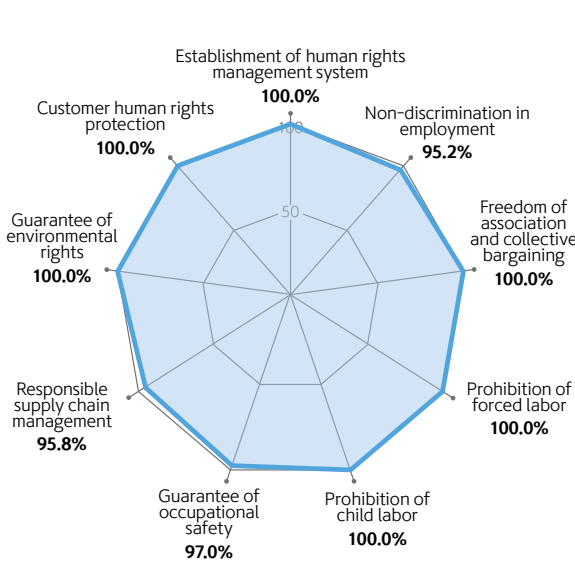 Establishment of human rights
management system
100.0%
Customer human rights
protection
100.0%
Non-discrimination in
employment
95.2%
100
50
Guarantee of
environmental
rights
100.0%
Freedom of
association
and collective
bargaining
100.0%
Responsible
supply chain
management
95.8%
Prohibition of
forced labor
100.0%
Guarantee of
occupational
safety
97.0%
Prohibition of
child labor
100.0%